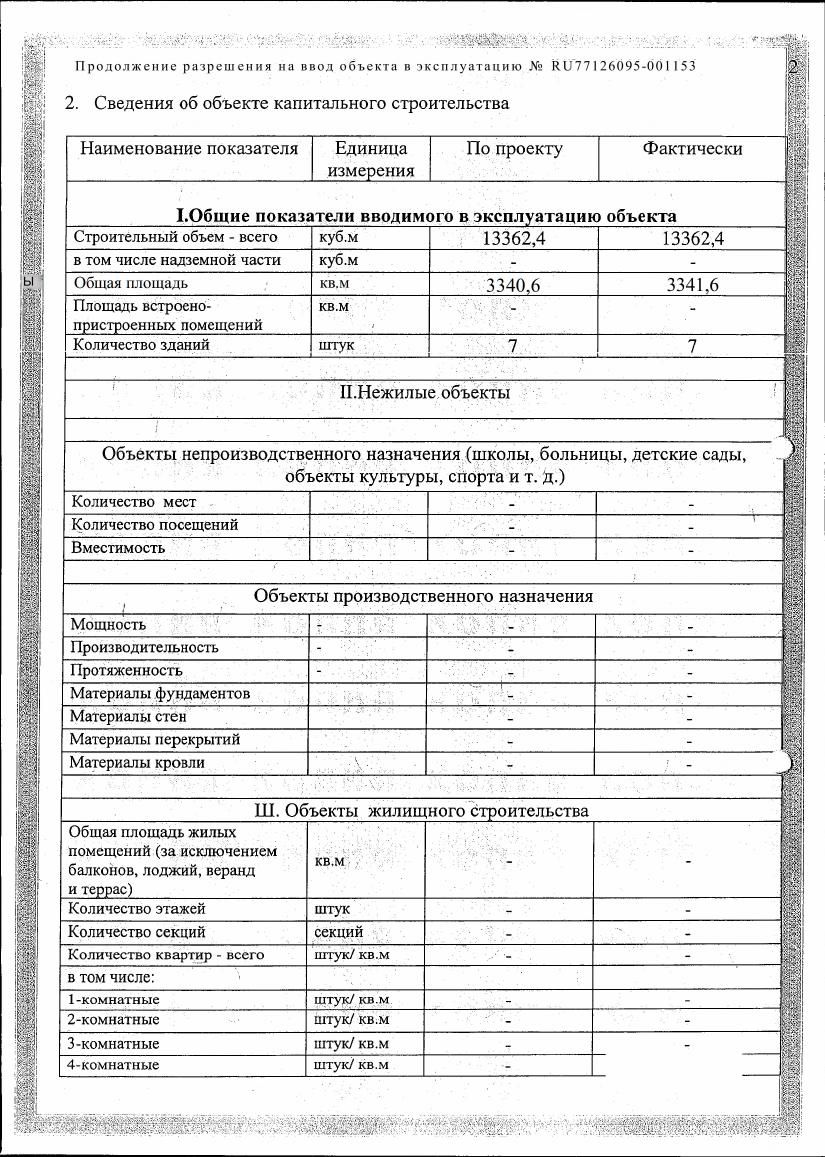 Продолжение разрешения на ввод объекта в эксплуатацию № RU77126095-001153
2
2. Сведения об объекте капитального строительства
Наименование показателя Единица По проекту Фактически
измерения
I.Общие показатели вводимого в эксплуатацию объекта
Строительный объем - всего куб.м 13362,4 13362,4
в том числе надземной части куб.м - -
ы
Общая площадь кв.м 3340,6 3341,6
Площадь встроено- кв.м - -
пристроенных помещений
Количество зданий штук 7 7
II.Нежилые объекты
Объекты непроизводственного назначения (школы, больницы, детские сады,
объекты культуры, спорта и т. д.)
Количество мест - -
Количество посещений - -
Вместимость - -
Объекты производственного назначения
Мощность - - -
Производительность - - -
Протяженность - - -
Материалы фундаментов - -
Материалы стен - -
Материалы перекрытий - -
Материалы кровли - -
Ш. Объекты жилищного строительства
Общая площадь жилых
помещений (за исключением
балконов, лоджий, веранд кв.м - -
и террас)
Количество этажей штук - -
Количество секций секций - -
Количество квартир - всего штук/ кв.м - -
в том числе:
1-комнатные штук/ кв.м - -
2-комнатные штук/ кв.м - -
3-комнатные штук/ кв.м - -
4-комнатные штук/ кв.м -